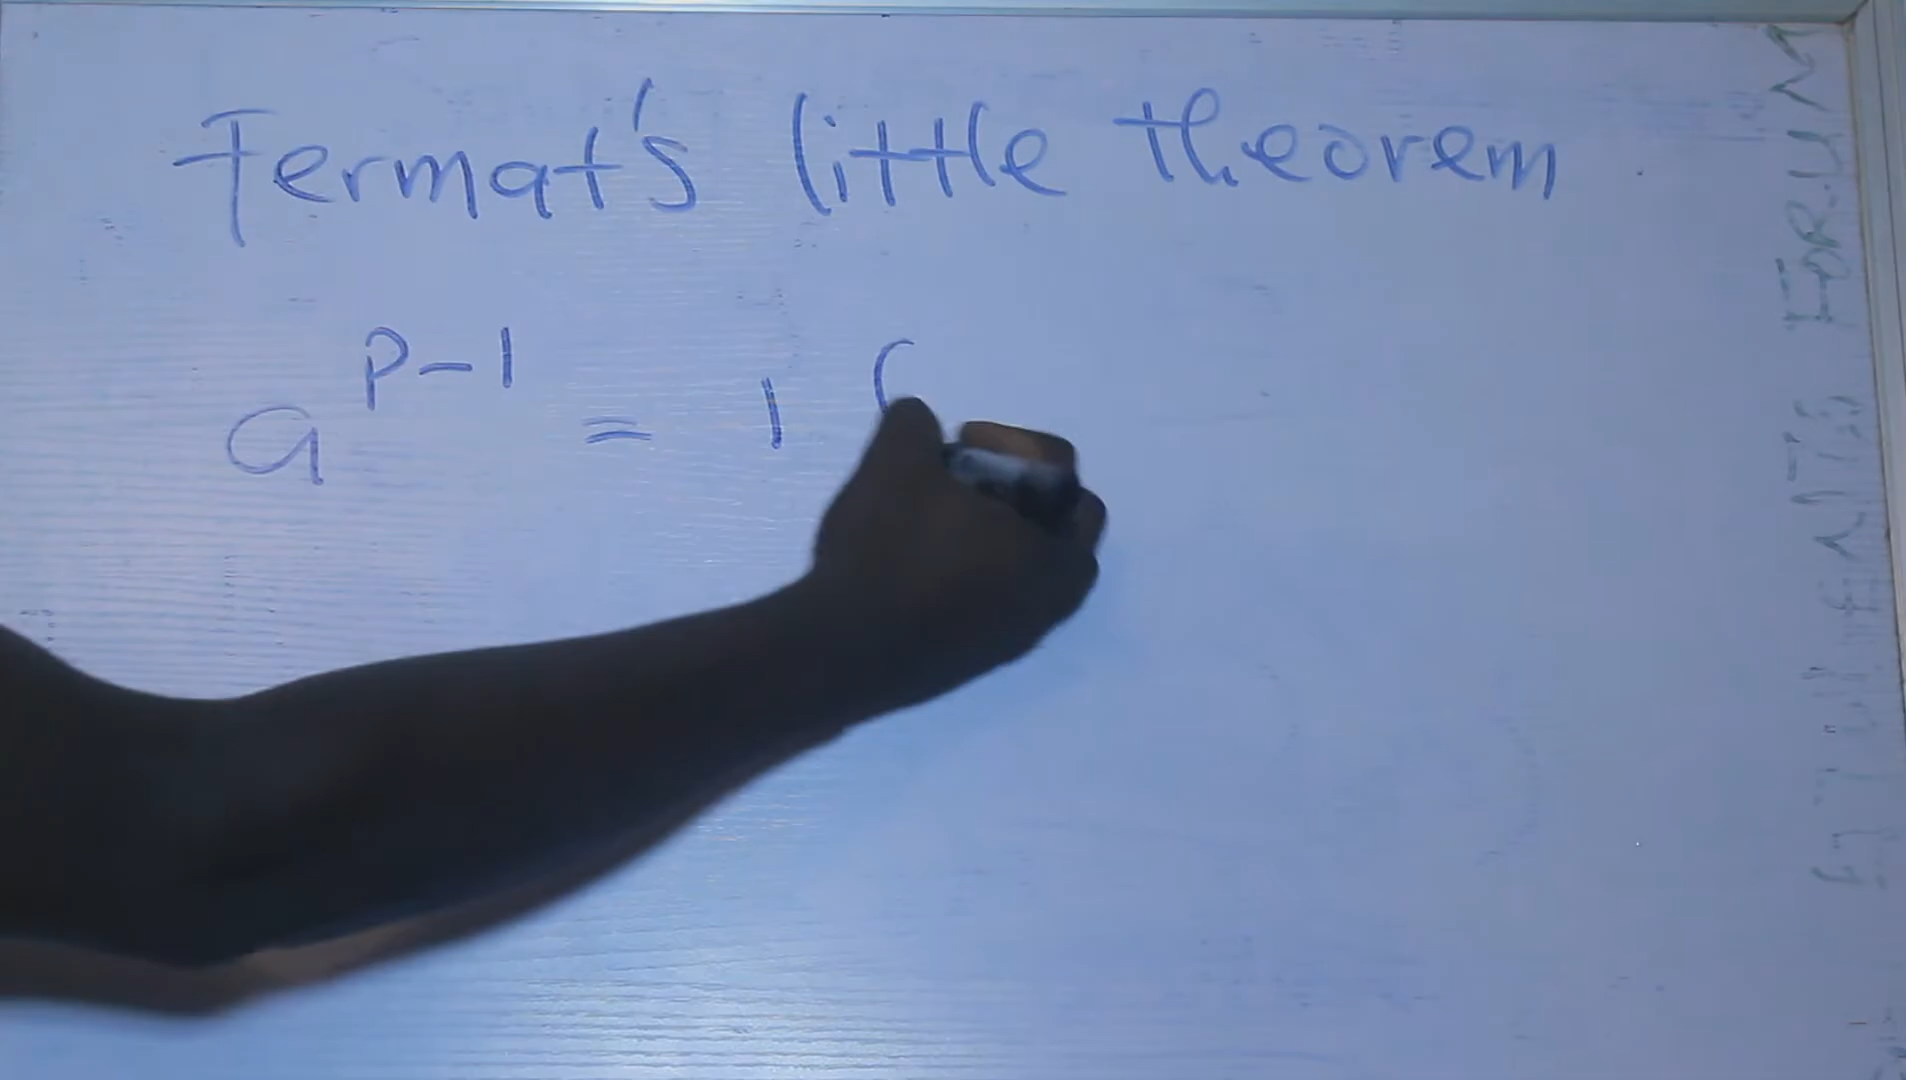 Fermat's little theorem
a^{p-1} = 1 (